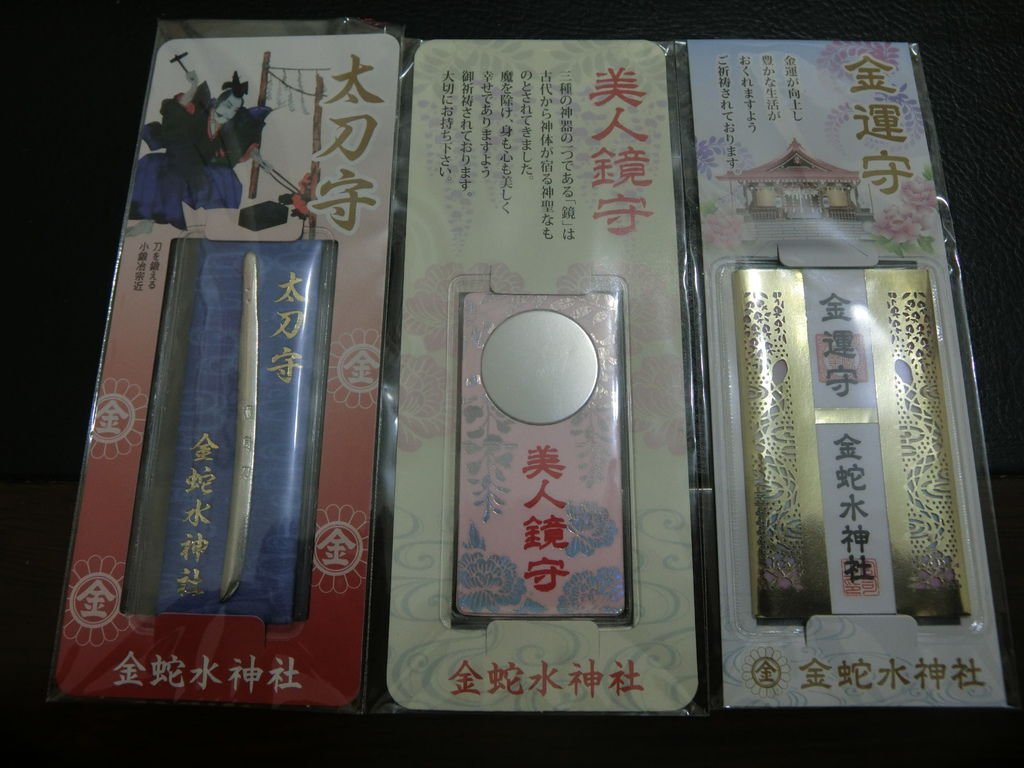 太刀守
刀を鍛える
小鍛冶宗近
太刀守
金蛇水神社
金
金
金
金
金蛇水神社
美人鏡守
三種の神器の一つである「鏡」は
古代から神体が宿る神聖なも
のとされてきました。
魔を除け、身も心も美しく
幸せでありますよう
御祈祷されております。
大切にお持ち下さい。
美人鏡守
金蛇水神社
金運守
金運が向上し
豊かな生活が
おくれますよう
ご祈祷されております。
金運守
金蛇水神社
金
金蛇水神社